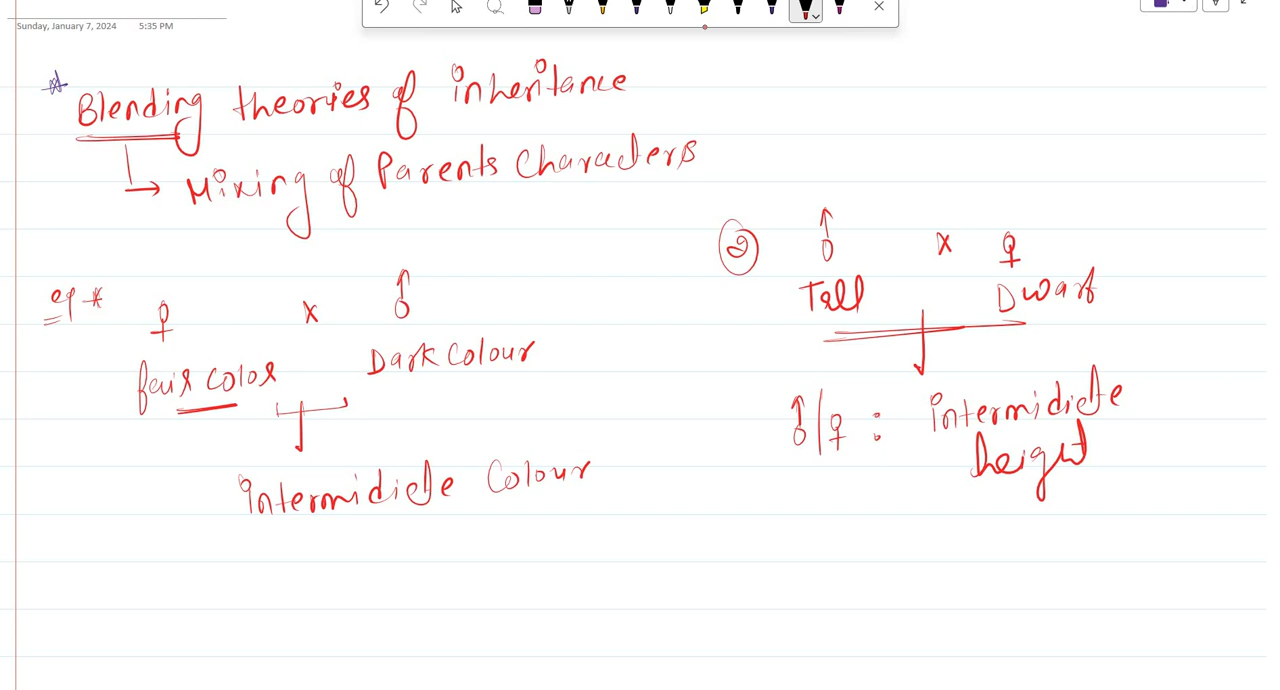 Sunday, January 7, 2024 5:35 PM
Blending theories of inheritance
→ Mixing of Parents Characters
eg *
♀ x ♂
fair color Dark Colour
intermidiete Colour
② ♂ x ♀
Tall Dwarf
♂ | ♀ : intermidiete
height